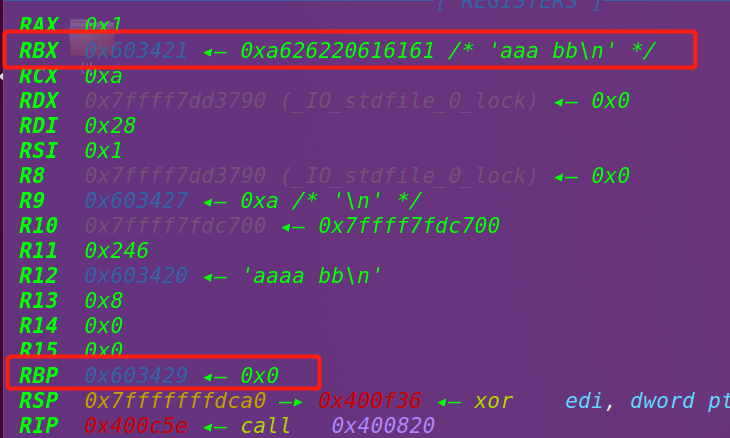 [ REGISTERS ]
RAX 0x1
RBX 0x603421 ◂— 0xa626220616161 /* 'aaa bb\n' */
RCX 0xa
RDX 0x7ffff7dd3790 (_IO_stdfile_0_lock) ◂— 0x0
RDI 0x28
RSI 0x1
R8 0x7ffff7dd3790 (_IO_stdfile_0_lock) ◂— 0x0
R9 0x603427 ◂— 0xa /* '\n' */
R10 0x7ffff7fdc700 ◂— 0x7ffff7fdc700
R11 0x246
R12 0x603420 ◂— 'aaaa bb\n'
R13 0x8
R14 0x0
R15 0x0
RBP 0x603429 ◂— 0x0
RSP 0x7fffffffdca0 —▸ 0x400f36 ◂— xor edi, dword pt
RIP 0x400c5e ◂— call 0x400820